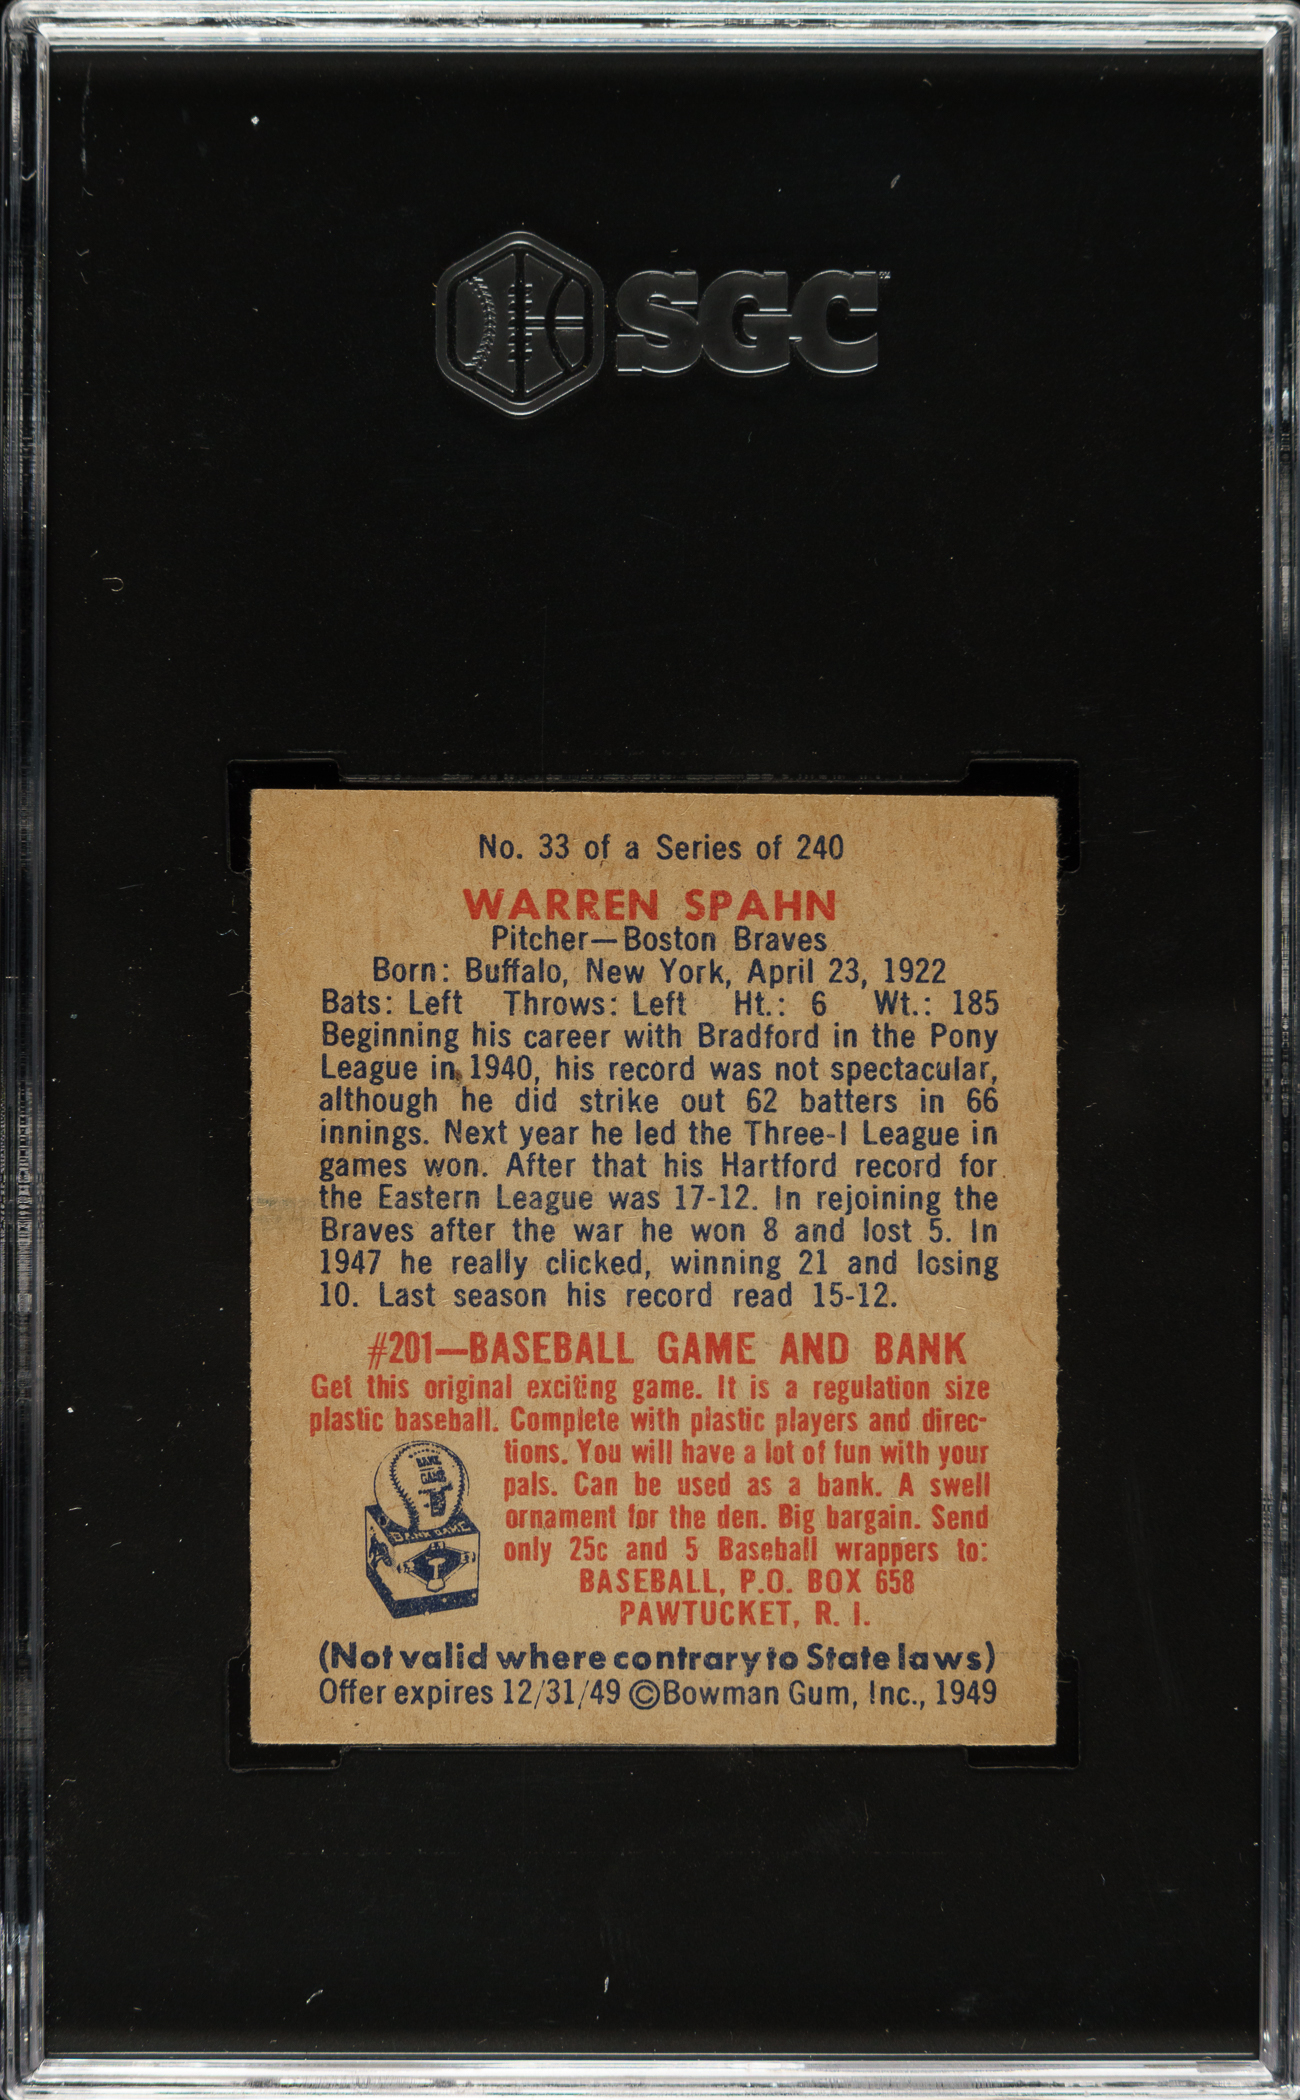 SGC™
No. 33 of a Series of 240
WARREN SPAHN
Pitcher—Boston Braves
Born: Buffalo, New York, April 23, 1922
Bats: Left Throws: Left Ht.: 6 Wt.: 185
Beginning his career with Bradford in the Pony
League in 1940, his record was not spectacular,
although he did strike out 62 batters in 66
innings. Next year he led the Three-I League in
games won. After that his Hartford record for
the Eastern League was 17-12. In rejoining the
Braves after the war he won 8 and lost 5. In
1947 he really clicked, winning 21 and losing
10. Last season his record read 15-12.
#201—BASEBALL GAME AND BANK
Get this original exciting game. It is a regulation size
plastic baseball. Complete with plastic players and direc-
tions. You will have a lot of fun with your
pals. Can be used as a bank. A swell
ornament for the den. Big bargain. Send
only 25c and 5 Baseball wrappers to:
BASEBALL, P.O. BOX 658
PAWTUCKET, R. I.
BANK
GAME
BANK GAME
(Not valid where contrary to State laws)
Offer expires 12/31/49 ©Bowman Gum, Inc., 1949